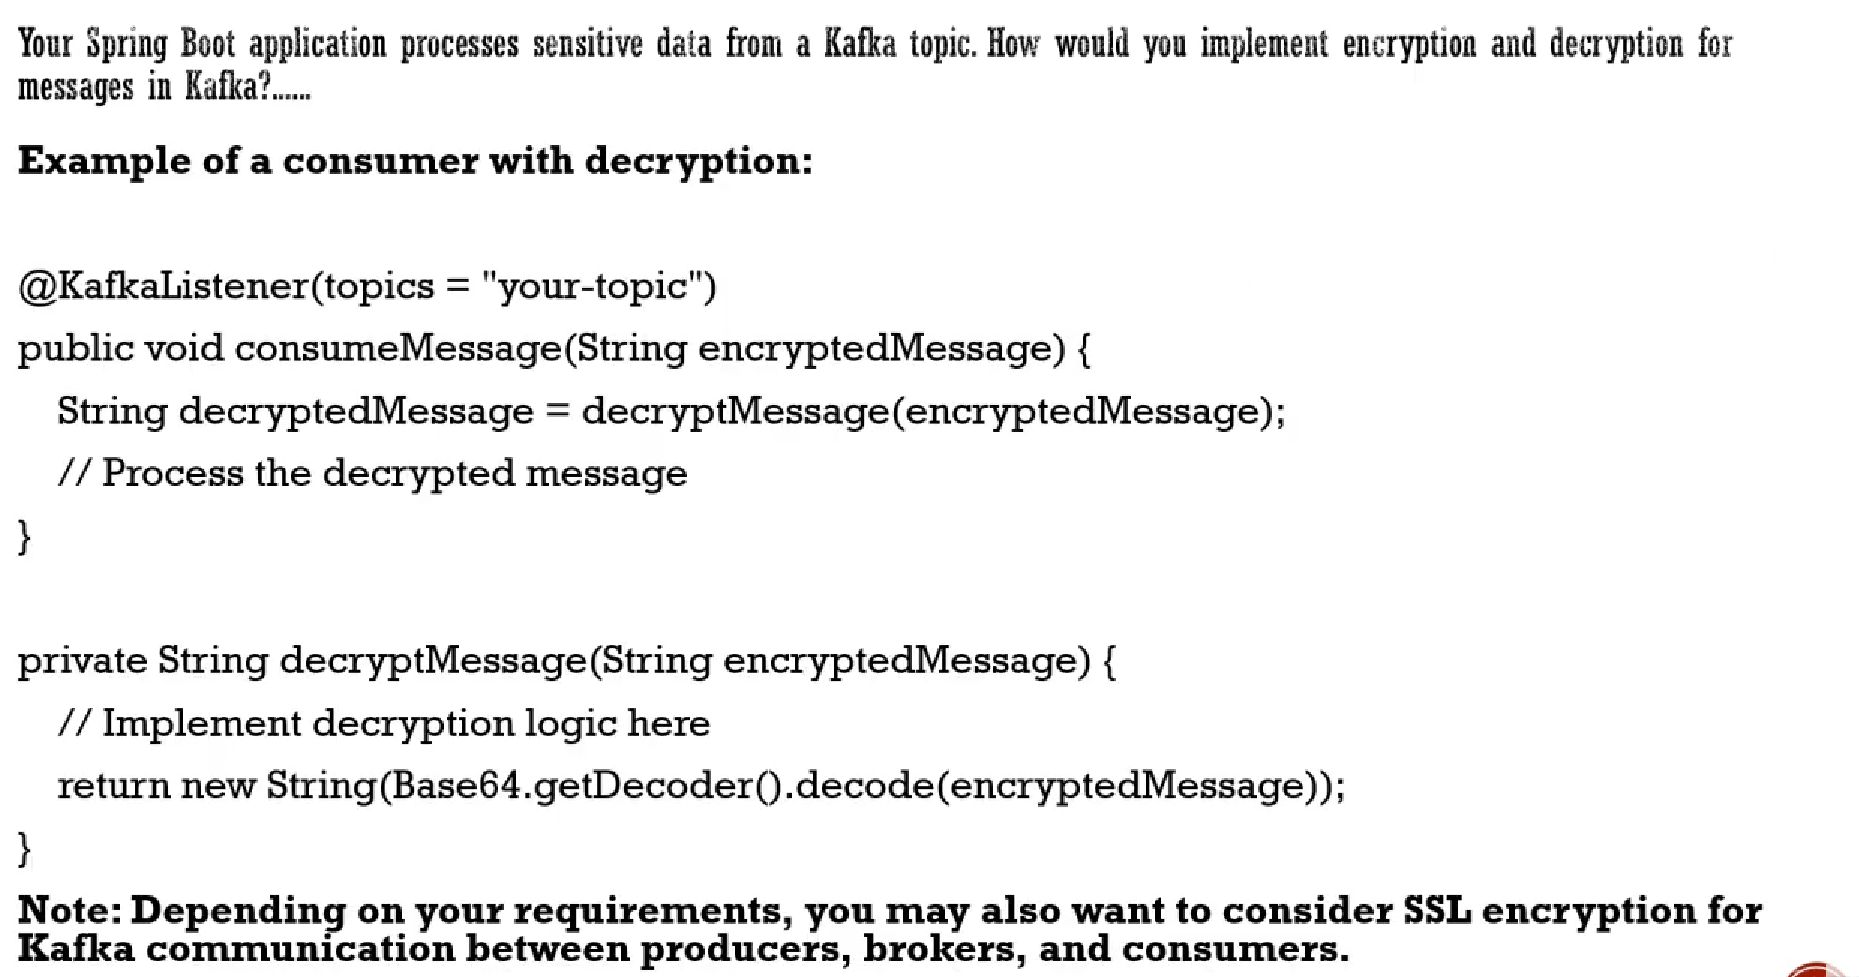 Your Spring Boot application processes sensitive data from a Kafka topic. How would you implement encryption and decryption for
messages in Kafka?......
Example of a consumer with decryption:
@KafkaListener(topics = "your-topic")
public void consumeMessage(String encryptedMessage) {
String decryptedMessage = decryptMessage(encryptedMessage);
// Process the decrypted message
}
private String decryptMessage(String encryptedMessage) {
// Implement decryption logic here
return new String(Base64.getDecoder().decode(encryptedMessage));
}
Note: Depending on your requirements, you may also want to consider SSL encryption for
Kafka communication between producers, brokers, and consumers.